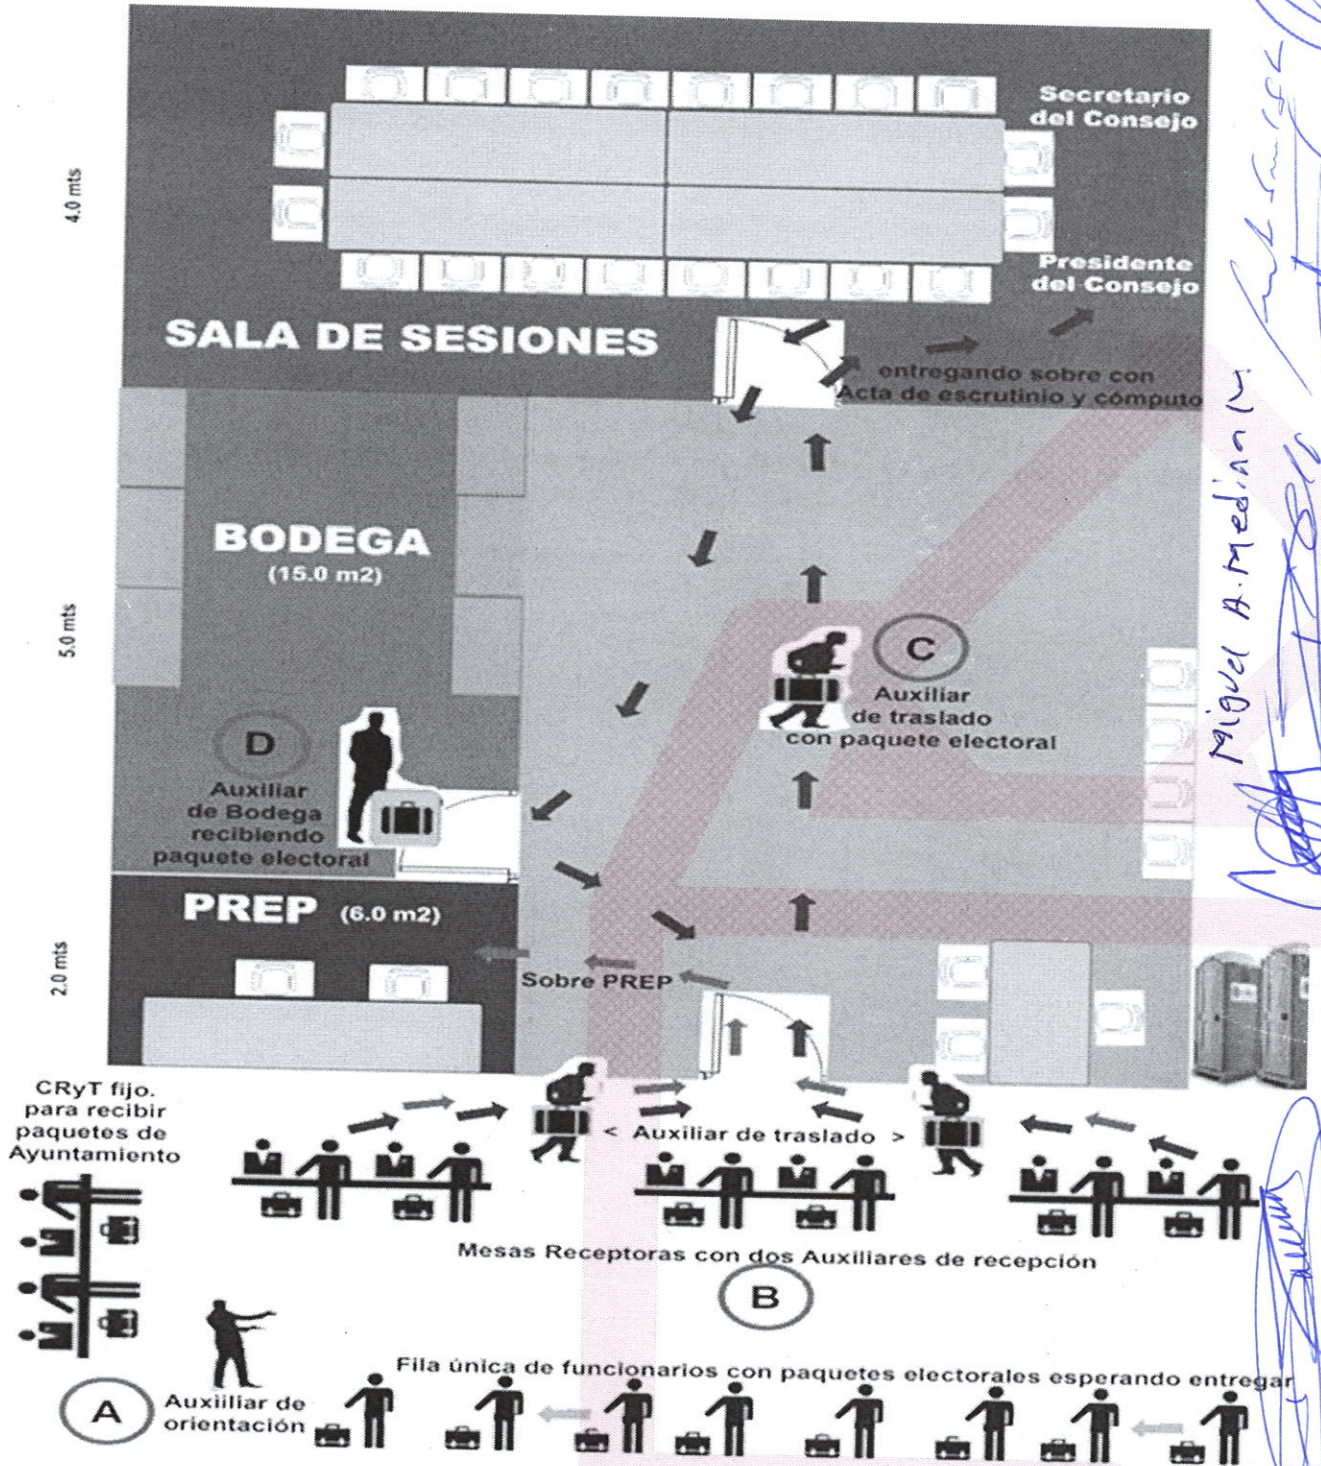 Secretario
del Consejo
4.0 mts
Presidente
del Consejo
SALA DE SESIONES
entregando sobre con
Acta de escrutinio y cómputo
Miguel A. Medina M.
BODEGA
(15.0 m2)
5.0 mts
C
Auxiliar
de traslado
con paquete electoral
D
Auxiliar
de Bodega
recibiendo
paquete electoral
PREP (6.0 m2)
2.0 mts
Sobre PREP
CRyT fijo.
para recibir
paquetes de
Ayuntamiento
< Auxiliar de traslado >
Mesas Receptoras con dos Auxiliares de recepción
B
Fila única de funcionarios con paquetes electorales esperando entregar
A
Auxiiliar de
orientación